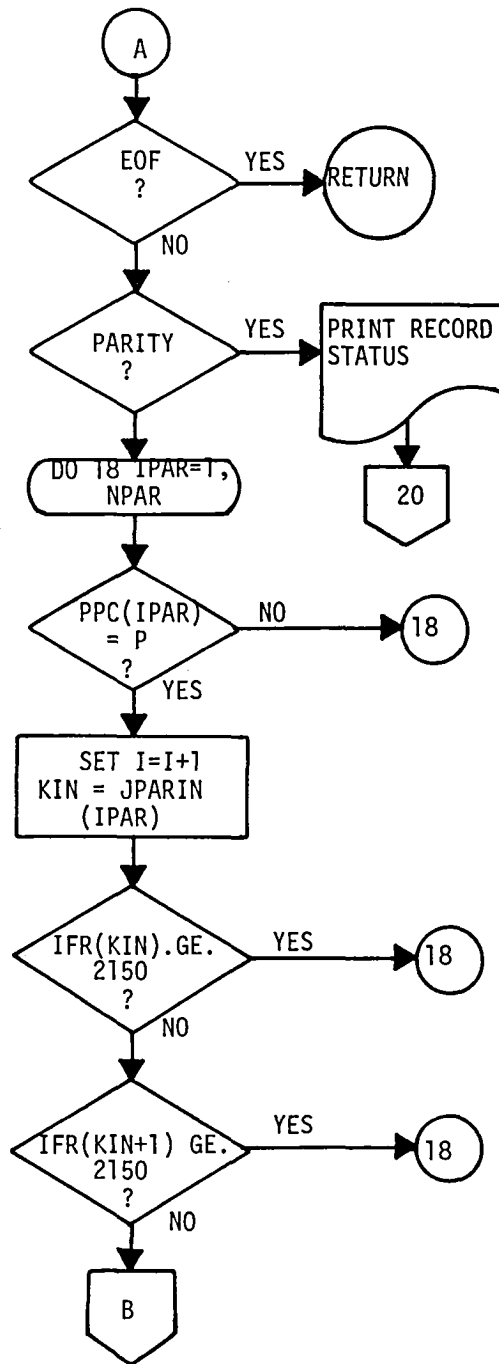 A
EOF
?
YES
RETURN
NO
PARITY
?
YES
PRINT RECORD
STATUS
20
NO
DO 18 IPAR=1,
NPAR
PPC(IPAR)
= P
?
NO
18
YES
SET I=I+1
KIN = JPARIN
(IPAR)
IFR(KIN).GE.
2150
?
YES
18
NO
IFR(KIN+1) GE.
2150
?
YES
18
NO
B